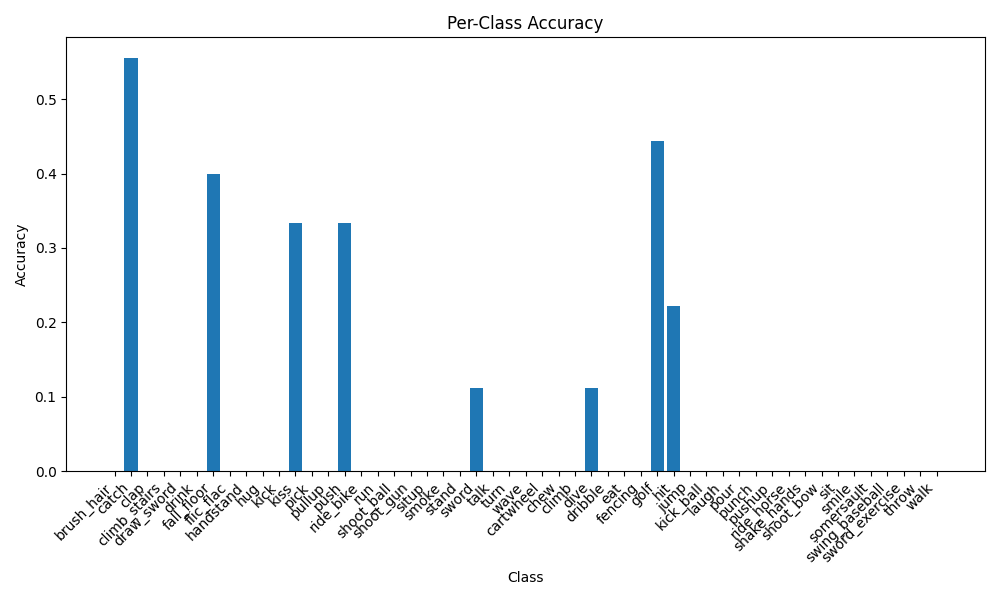 Per-Class Accuracy
Accuracy
0.5
0.4
0.3
0.2
0.1
0.0
brush_hair
catch
clap
climb_stairs
draw_sword
drink
fall_floor
flic_flac
handstand
hug
kick
kiss
pick
pullup
push
ride_bike
run
shoot_ball
shoot_gun
situp
smoke
stand
sword
talk
turn
wave
cartwheel
chew
climb
dive
dribble
eat
fencing
golf
hit
jump
kick_ball
laugh
pour
punch
pushup
ride_horse
shake_hands
shoot_bow
sit
smile
somersault
swing_baseball
sword_exercise
throw
walk
Class